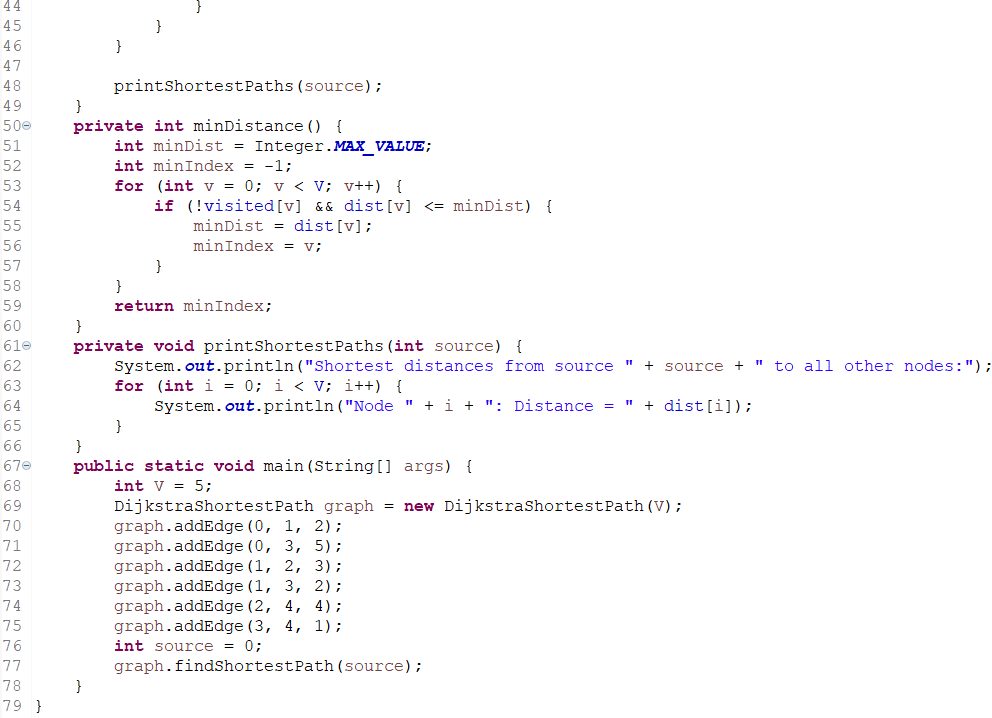 44                 }
45             }
46         }
47
48         printShortestPaths(source);
49     }
50⊖    private int minDistance() {
51         int minDist = Integer.MAX_VALUE;
52         int minIndex = -1;
53         for (int v = 0; v < V; v++) {
54             if (!visited[v] && dist[v] <= minDist) {
55                 minDist = dist[v];
56                 minIndex = v;
57             }
58         }
59         return minIndex;
60     }
61⊖    private void printShortestPaths(int source) {
62         System.out.println("Shortest distances from source " + source + " to all other nodes:");
63         for (int i = 0; i < V; i++) {
64             System.out.println("Node " + i + ": Distance = " + dist[i]);
65         }
66     }
67⊖    public static void main(String[] args) {
68         int V = 5;
69         DijkstraShortestPath graph = new DijkstraShortestPath(V);
70         graph.addEdge(0, 1, 2);
71         graph.addEdge(0, 3, 5);
72         graph.addEdge(1, 2, 3);
73         graph.addEdge(1, 3, 2);
74         graph.addEdge(2, 4, 4);
75         graph.addEdge(3, 4, 1);
76         int source = 0;
77         graph.findShortestPath(source);
78     }
79 }